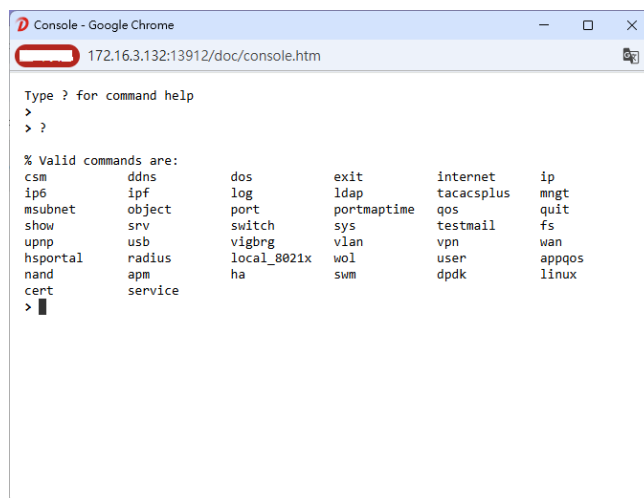 Console - Google Chrome
172.16.3.132:13912/doc/console.htm
Type ? for command help
>
> ?
% Valid commands are:
csm ddns dos exit internet ip
ip6 ipf log ldap tacacsplus mngt
msubnet object port portmaptime qos quit
show srv switch sys testmail fs
upnp usb vigbrg vlan vpn wan
hsportal radius local_8021x wol user appqos
nand apm ha swm dpdk linux
cert service
>